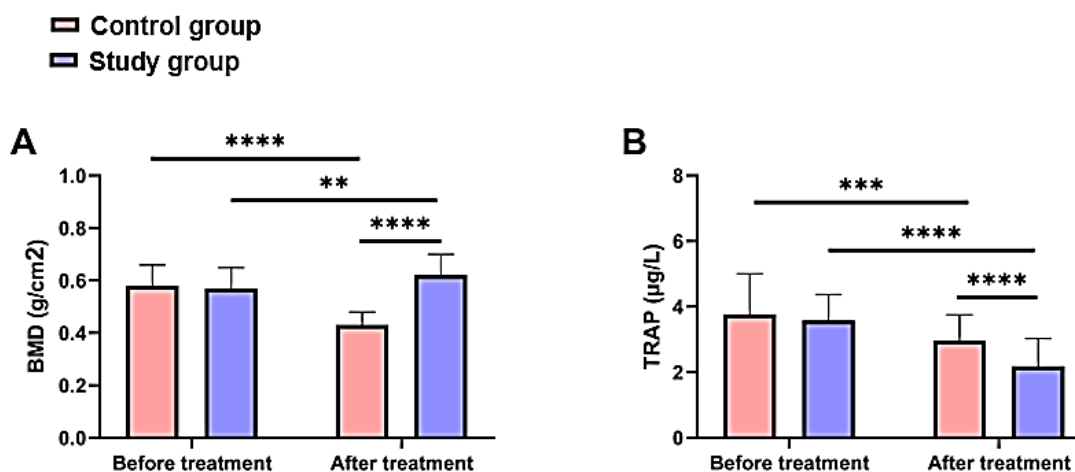 Control group
Study group
A
****
**
****
1.0
0.8
0.6
0.4
0.2
0.0
BMD (g/cm2)
Before treatment
After treatment
B
***
****
****
8
6
4
2
0
TRAP (µg/L)
Before treatment
After treatment